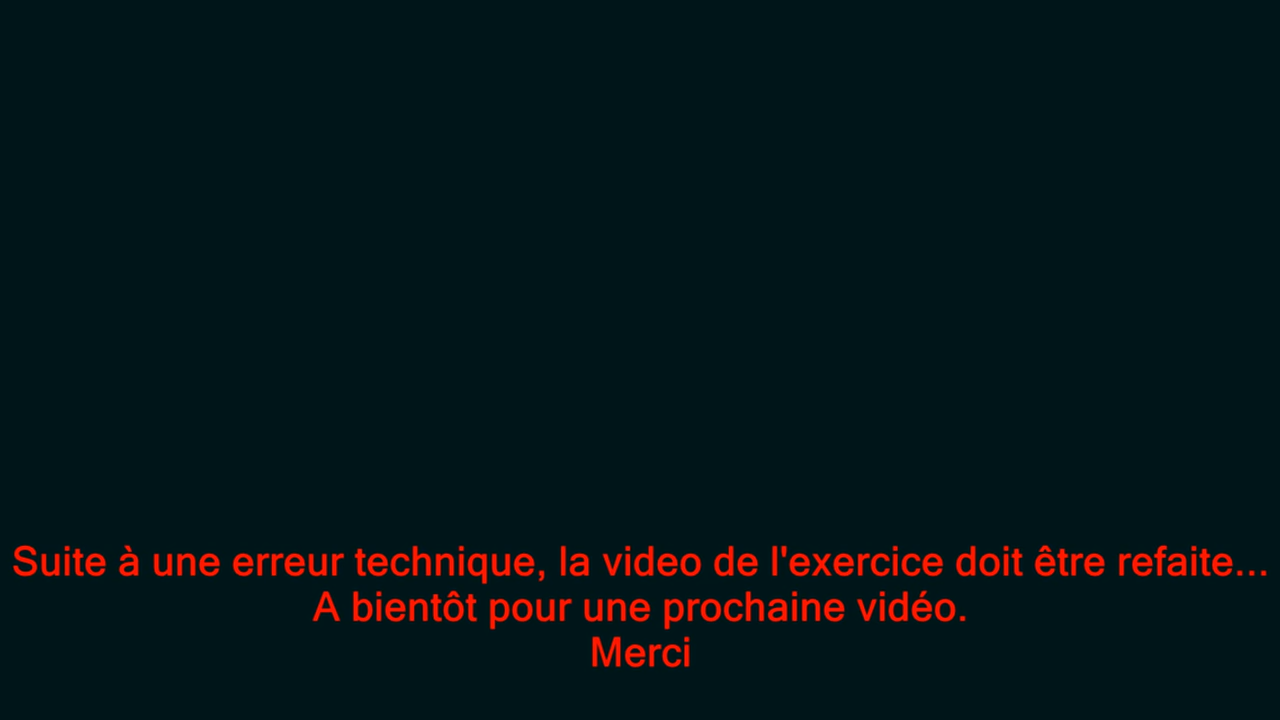 Suite à une erreur technique, la video de l'exercice doit être refaite...
A bientôt pour une prochaine vidéo.
Merci